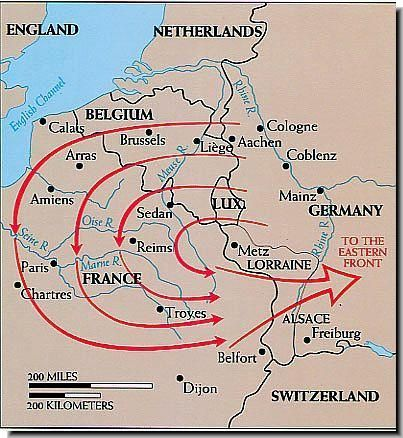 ENGLAND
NETHERLANDS
English Channel
Rhine R.
BELGIUM
Calais
Brussels
Cologne
Arras
Meuse R.
Liège
Aachen
Coblenz
Amiens
Sedan
LUX.
Mainz
GERMANY
Oise R.
Seine R.
Reims
Metz
Rhine R.
TO THE
EASTERN
FRONT
Paris
Marne R.
LORRAINE
FRANCE
Chartres
Troyes
ALSACE
Freiburg
Belfort
Dijon
SWITZERLAND
200 MILES
200 KILOMETERS